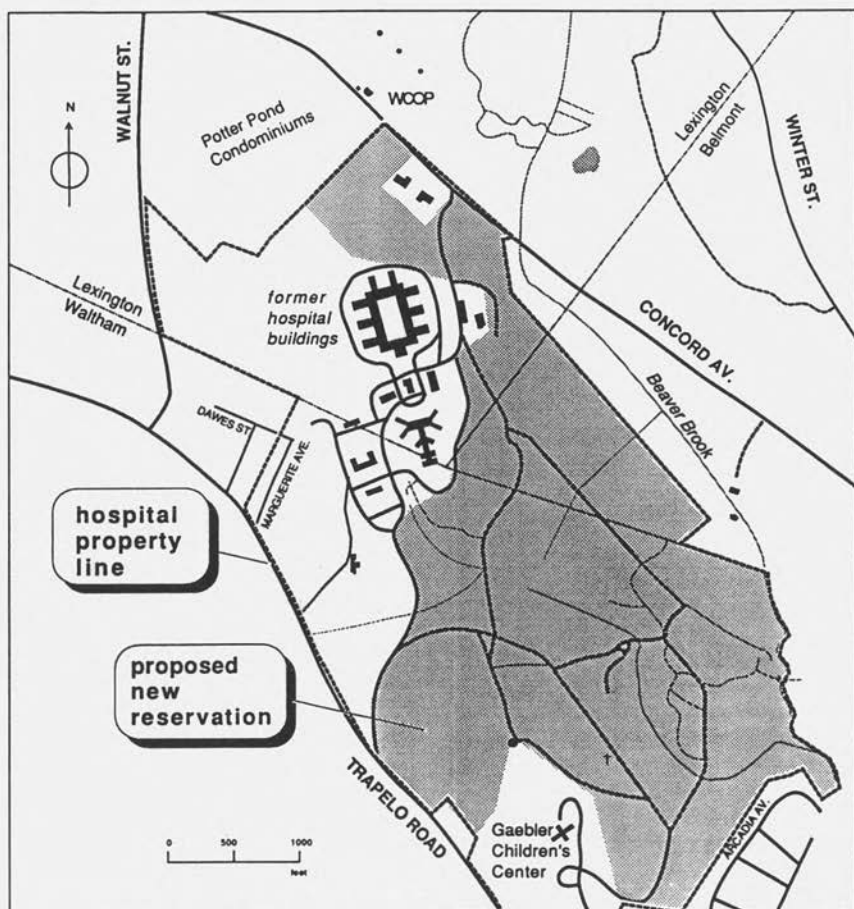 WALNUT ST.
N
Potter Pond
Condominiums
WCOP
Lexington
Belmont
WINTER ST.
Lexington
Waltham
former
hospital
buildings
CONCORD AV.
Beaver Brook
DAWES ST.
MARGUERITE AVE.
hospital
property
line
proposed
new
reservation
TRAPELO ROAD
Gaebler
Children's
Center
ARCADIA AV.
0 500 1000
feet